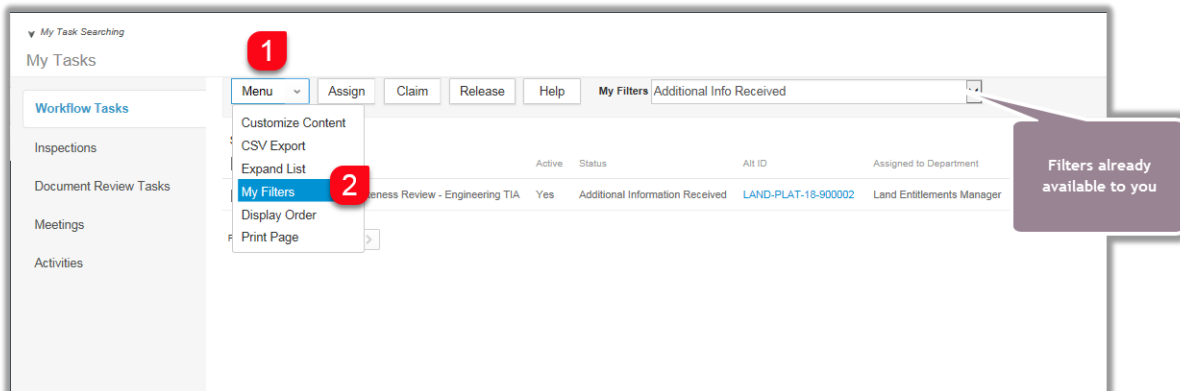 My Task Searching
1
My Tasks
Menu Assign Claim Release Help My Filters Additional Info Received
Workflow Tasks
Customize Content
CSV Export
Inspections
Expand List
Active Status Alt ID Assigned to Department
Filters already
available to you
Document Review Tasks
My Filters
2
Review - Engineering TIA Yes Additional Information Received LAND-PLAT-18-900002 Land Entitlements Manager
Display Order
Meetings
Print Page
>
Activities